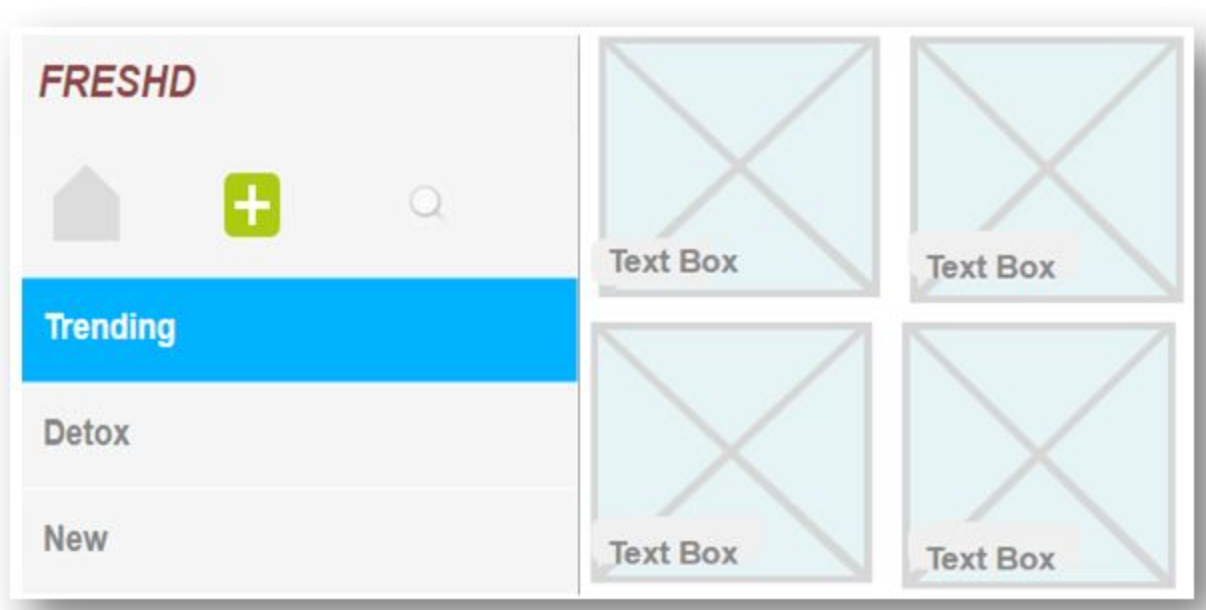 FRESHD
Trending
Detox
New
Text Box
Text Box
Text Box
Text Box